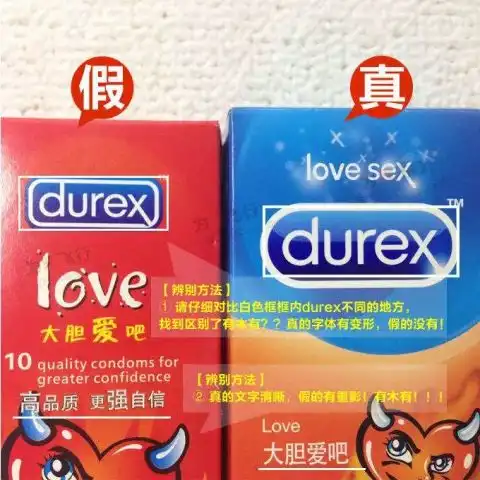 假
真
love sex
durex
durex™
love
大胆爱吧
【辨别方法】
① 请仔细对比白色框框内durex不同的地方,
找到区别了有木有??真的字体有变形,假的没有!
10 quality condoms for
greater confidence
高品质 更强自信
【辨别方法】
② 真的文字清晰,假的有重影!有木有!!!
Love
大胆爱吧